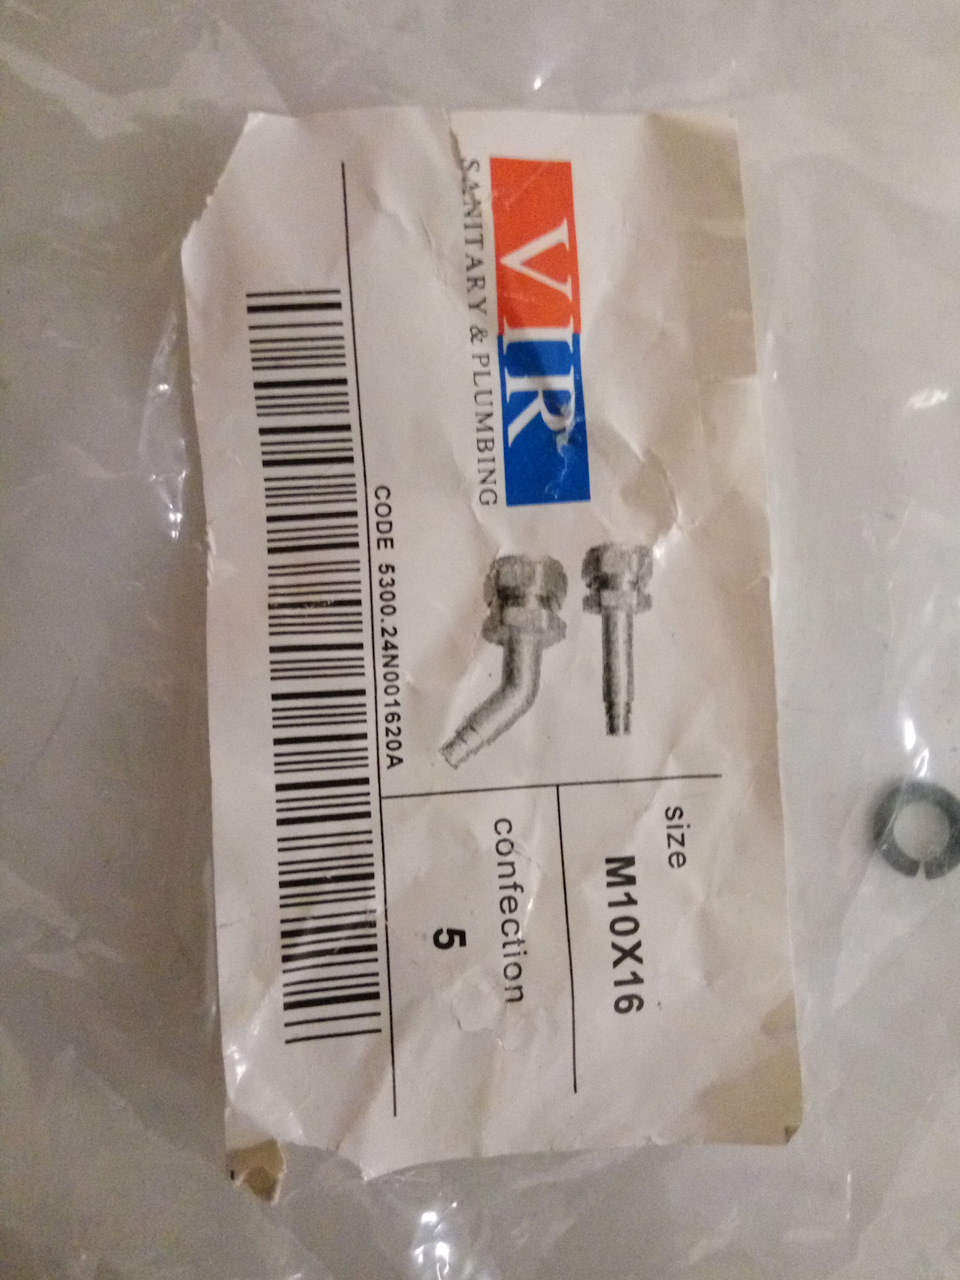 VIR
SANITARY & PLUMBING
size
M10X16
confection
5
CODE 5300.24N001620A